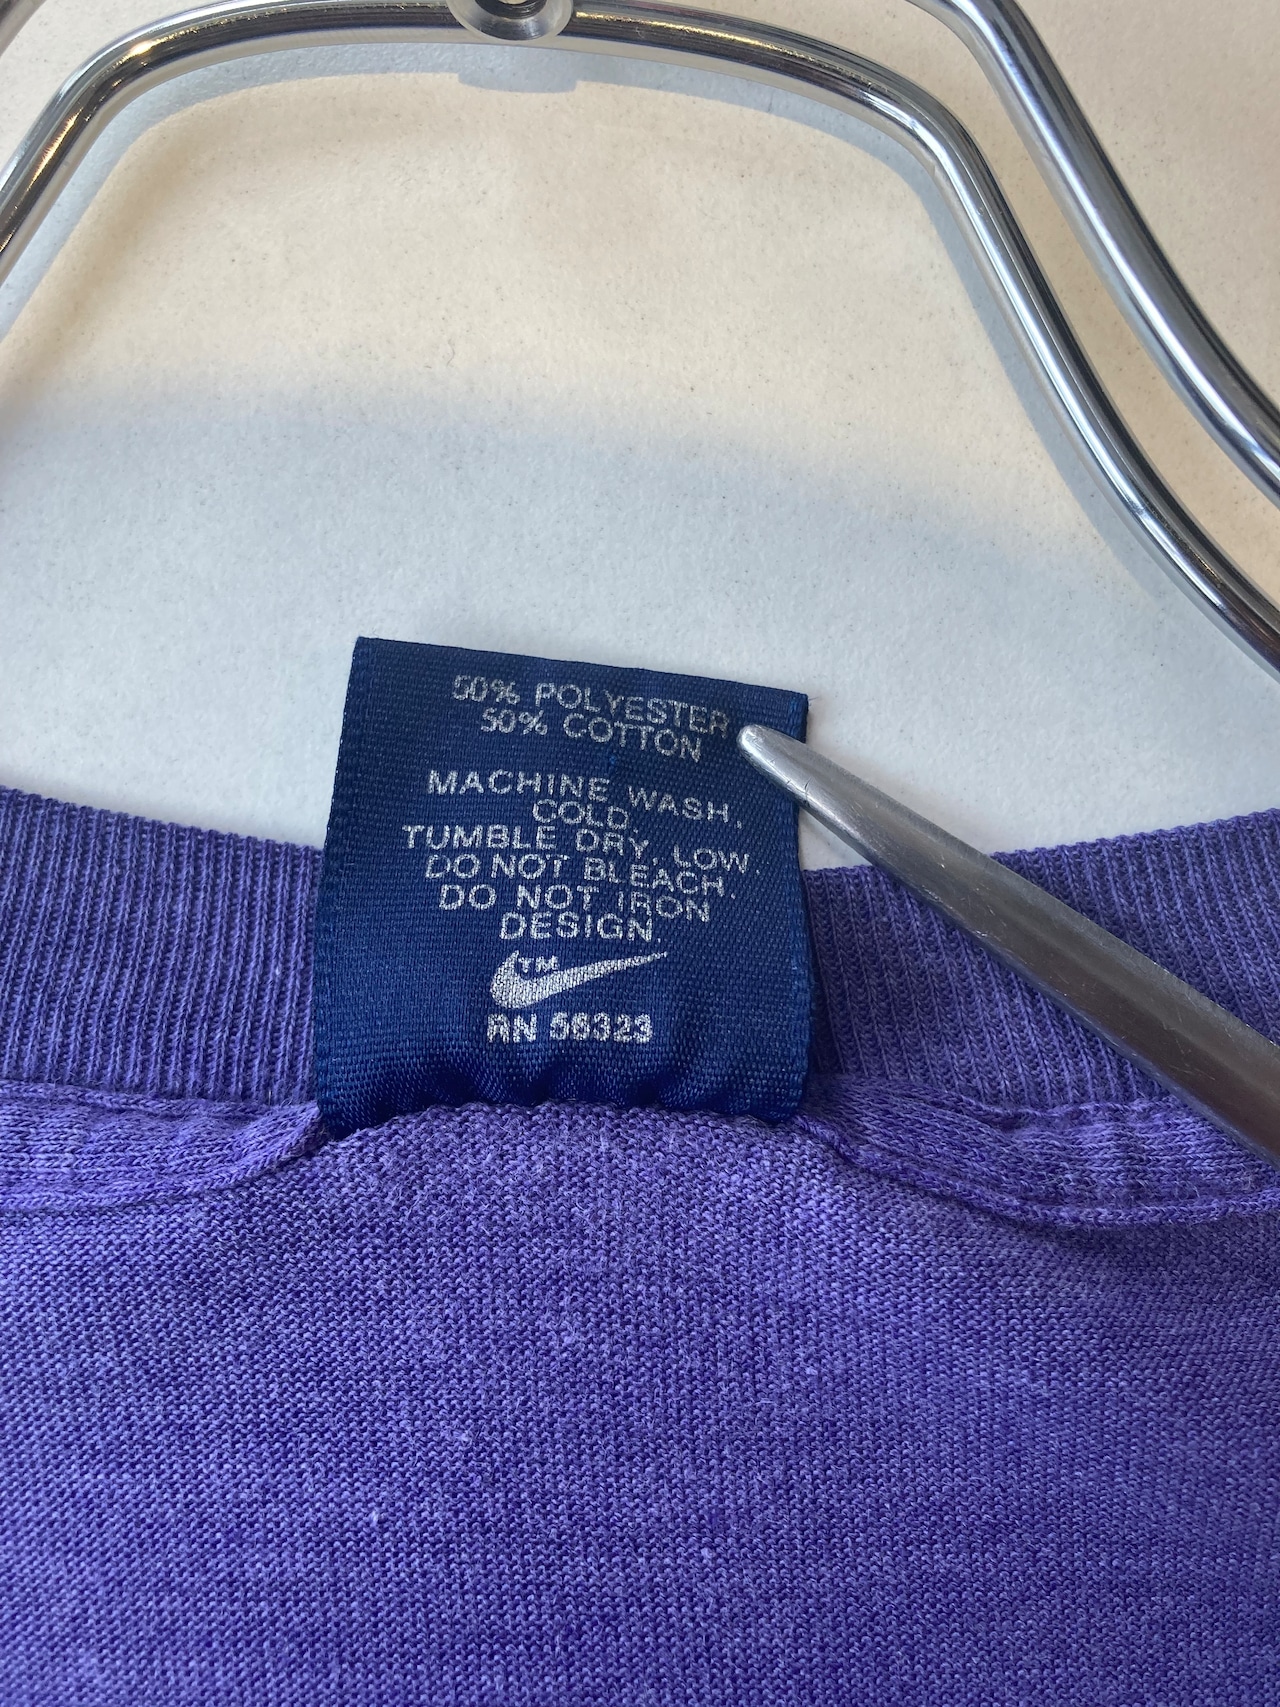 50% POLYESTER
50% COTTON
MACHINE WASH,
COLD.
TUMBLE DRY, LOW.
DO NOT BLEACH.
DO NOT IRON
DESIGN.
TM
RN 56323